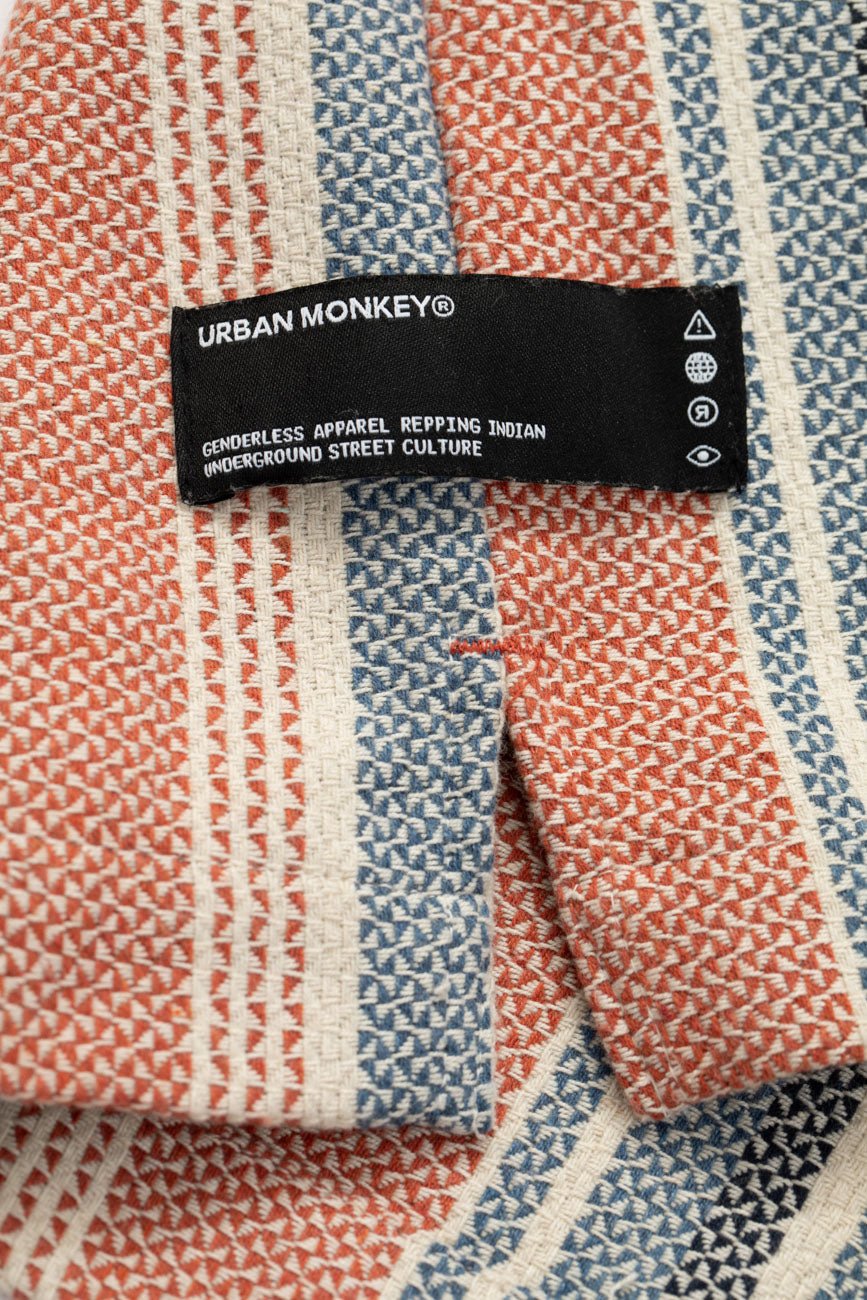 URBAN MONKEY®
GENDERLESS APPAREL REPPING INDIAN
UNDERGROUND STREET CULTURE